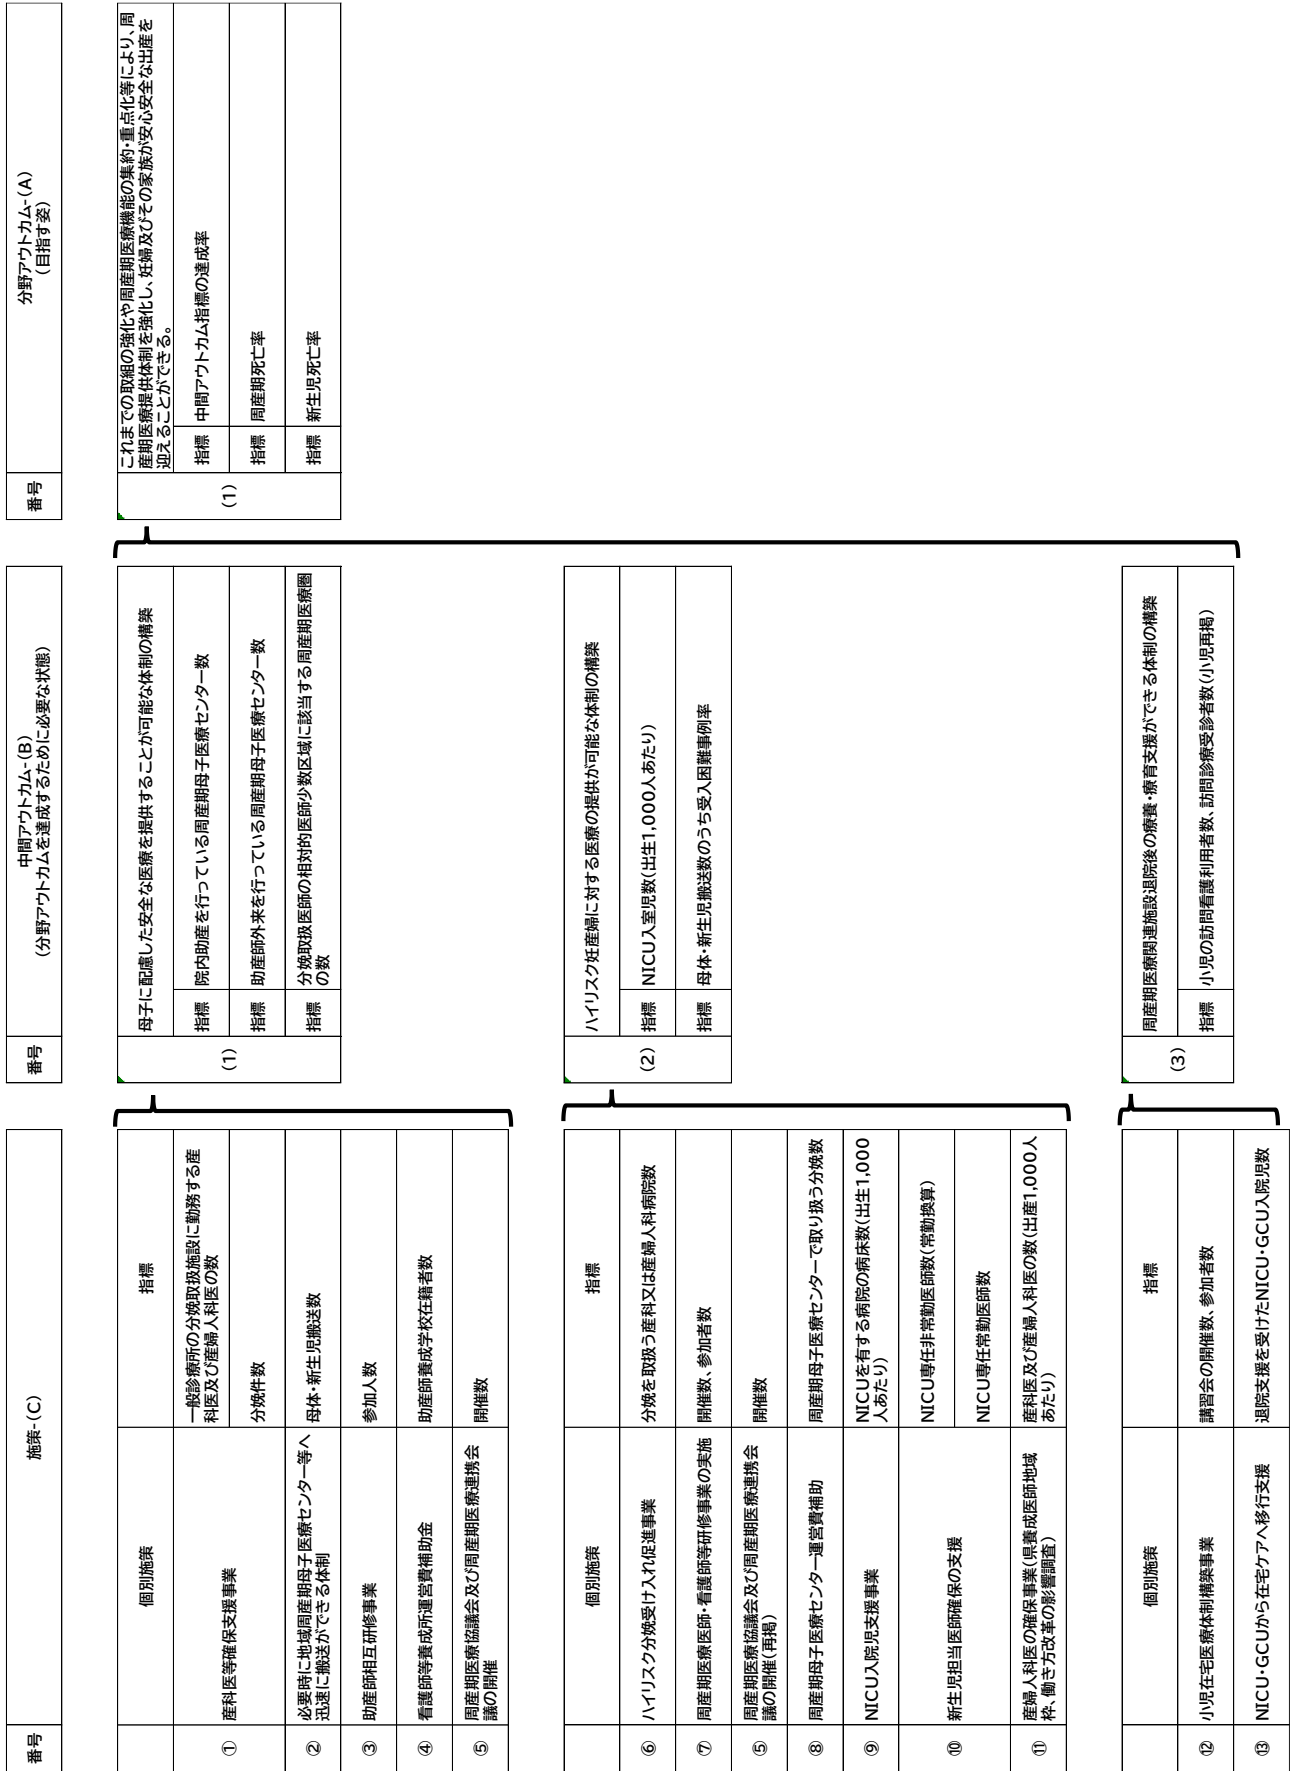 番号
施策-(C)
番号
中間アウトカム-(B)
(分野アウトカムを達成するために必要な状態)
番号
分野アウトカム-(A)
(目指す姿)
個別施策
指標
①
産科医等確保支援事業
一般診療所の分娩取扱施設に勤務する産
科医及び産婦人科医の数
分娩件数
②
必要時に地域周産期母子医療センター等へ
迅速に搬送ができる体制
母体・新生児搬送数
③
助産師相互研修事業
参加人数
④
看護師等養成所運営費補助金
助産師養成学校在籍者数
⑤
周産期医療協議会及び周産期医療連携会
議の開催
開催数
(1)
母子に配慮した安全な医療を提供することが可能な体制の構築
指標
院内助産を行っている周産期母子医療センター数
指標
助産師外来を行っている周産期母子医療センター数
指標
分娩取扱医師の相対的医師少数区域に該当する周産期医療圏
の数
(1)
これまでの取組の強化や周産期医療機能の集約・重点化等により、周
産期医療提供体制を強化し、妊婦及びその家族が安心安全な出産を
迎えることができる。
指標
中間アウトカム指標の達成率
指標
周産期死亡率
指標
新生児死亡率
個別施策
指標
⑥
ハイリスク分娩受け入れ促進事業
分娩を取扱う産科又は産婦人科病院数
⑦
周産期医療医師・看護師等研修事業の実施
開催数、参加者数
⑤
周産期医療協議会及び周産期医療連携会
議の開催(再掲)
開催数
⑧
周産期母子医療センター運営費補助
周産期母子医療センターで取り扱う分娩数
⑨
NICU入院児支援事業
NICUを有する病院の病床数(出生1,000
人あたり)
⑩
新生児担当医師確保の支援
NICU専任非常勤医師数(常勤換算)
NICU専任常勤医師数
⑪
産婦人科医の確保事業(県養成医師地域
枠、働き方改革の影響調査)
産科医及び産婦人科医の数(出産1,000人
あたり)
(2)
ハイリスク妊産婦に対する医療の提供が可能な体制の構築
指標
NICU入室児数(出生1,000人あたり)
指標
母体・新生児搬送数のうち受入困難事例率
個別施策
指標
⑫
小児在宅医療体制構築事業
講習会の開催数、参加者数
⑬
NICU・GCUから在宅ケアへ移行支援
退院支援を受けたNICU・GCU入院児数
(3)
周産期医療関連施設退院後の療養・療育支援ができる体制の構築
指標
小児の訪問看護利用者数、訪問診療受診者数(小児再掲)